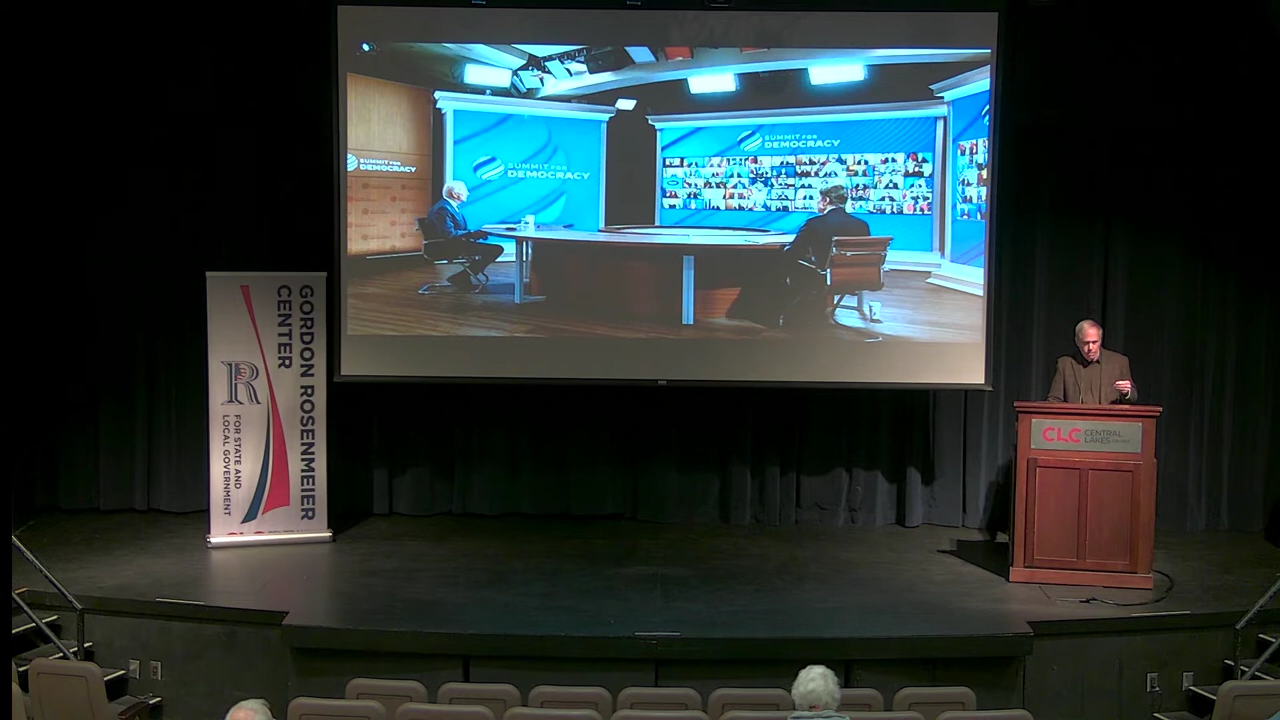 SUMMIT FOR
DEMOCRACY
SUMMIT FOR
DEMOCRACY
SUMMIT FOR
DEMOCRACY
GORDON ROSENMEIER
CENTER
R
FOR STATE AND
LOCAL GOVERNMENT
CLC
CENTRAL
LAKES